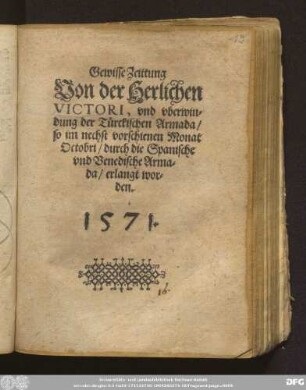 Gewisse Zeittung
Von der Herlichen
VICTORI, vnd vberwin-
dung der Türckischen Armada/
so im nechst vorschienen Monat
Octobri/ durch die Spanische
vnd Venedische Arma-
da/ erlangt wor-
den.
1571.